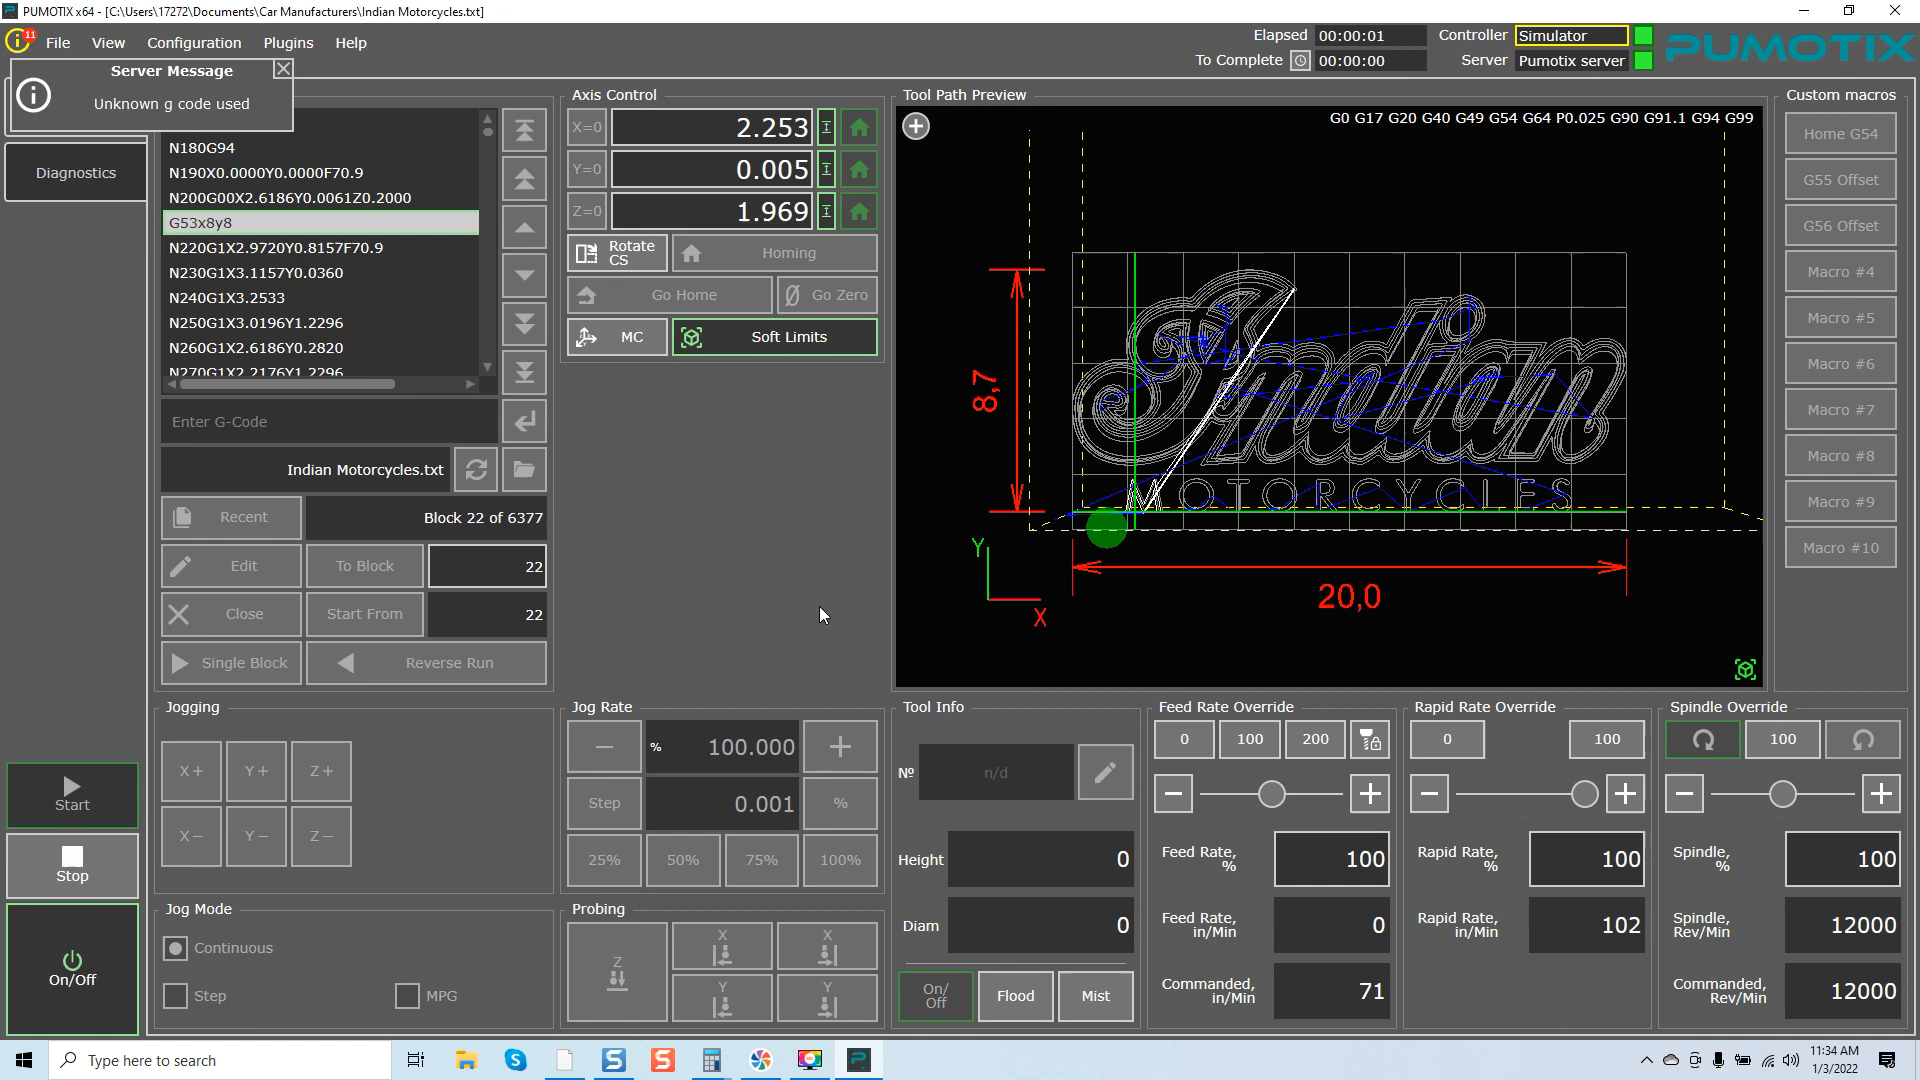 PUMOTIX x64 - [C:\Users\17272\Documents\Car Manufacturers\Indian Motorcycles.txt]
11
File
View
Configuration
Plugins
Help
Elapsed
00:00:01
Controller
Simulator
To Complete
00:00:00
Server
Pumotix server
PUMOTIX
Server Message
Unknown g code used
Diagnostics
N180G94
N190X0.0000Y0.0000F70.9
N200G00X2.6186Y0.0061Z0.2000
G53x8y8
N220G1X2.9720Y0.8157F70.9
N230G1X3.1157Y0.0360
N240G1X3.2533
N250G1X3.0196Y1.2296
N260G1X2.6186Y0.2820
N270G1X2.2176Y1.2296
Enter G-Code
Indian Motorcycles.txt
Recent
Block 22 of 6377
Edit
To Block
22
Close
Start From
22
Single Block
Reverse Run
Axis Control
X=0
2.253
Y=0
0.005
Z=0
1.969
Rotate
CS
Homing
Go Home
Go Zero
MC
Soft Limits
Tool Path Preview
G0 G17 G20 G40 G49 G54 G64 P0.025 G90 G91.1 G94 G99
8,7
Indian
MOTORCYCLES
Y
X
20,0
Custom macros
Home G54
G55 Offset
G56 Offset
Macro #4
Macro #5
Macro #6
Macro #7
Macro #8
Macro #9
Macro #10
Start
Stop
On/Off
Jogging
X+
Y+
Z+
X−
Y−
Z−
Jog Mode
Continuous
Step
MPG
Jog Rate
%
100.000
Step
0.001
%
25%
50%
75%
100%
Probing
Z
X
X
Y
Y
Tool Info
Nº
n/d
Height
0
Diam
0
On/
Off
Flood
Mist
Feed Rate Override
0
100
200
Feed Rate,
%
100
Feed Rate,
in/Min
0
Commanded,
in/Min
71
Rapid Rate Override
0
100
Rapid Rate,
%
100
Rapid Rate,
in/Min
102
Spindle Override
100
Spindle,
%
100
Spindle,
Rev/Min
12000
Commanded,
Rev/Min
12000
Type here to search
11:34 AM
1/3/2022